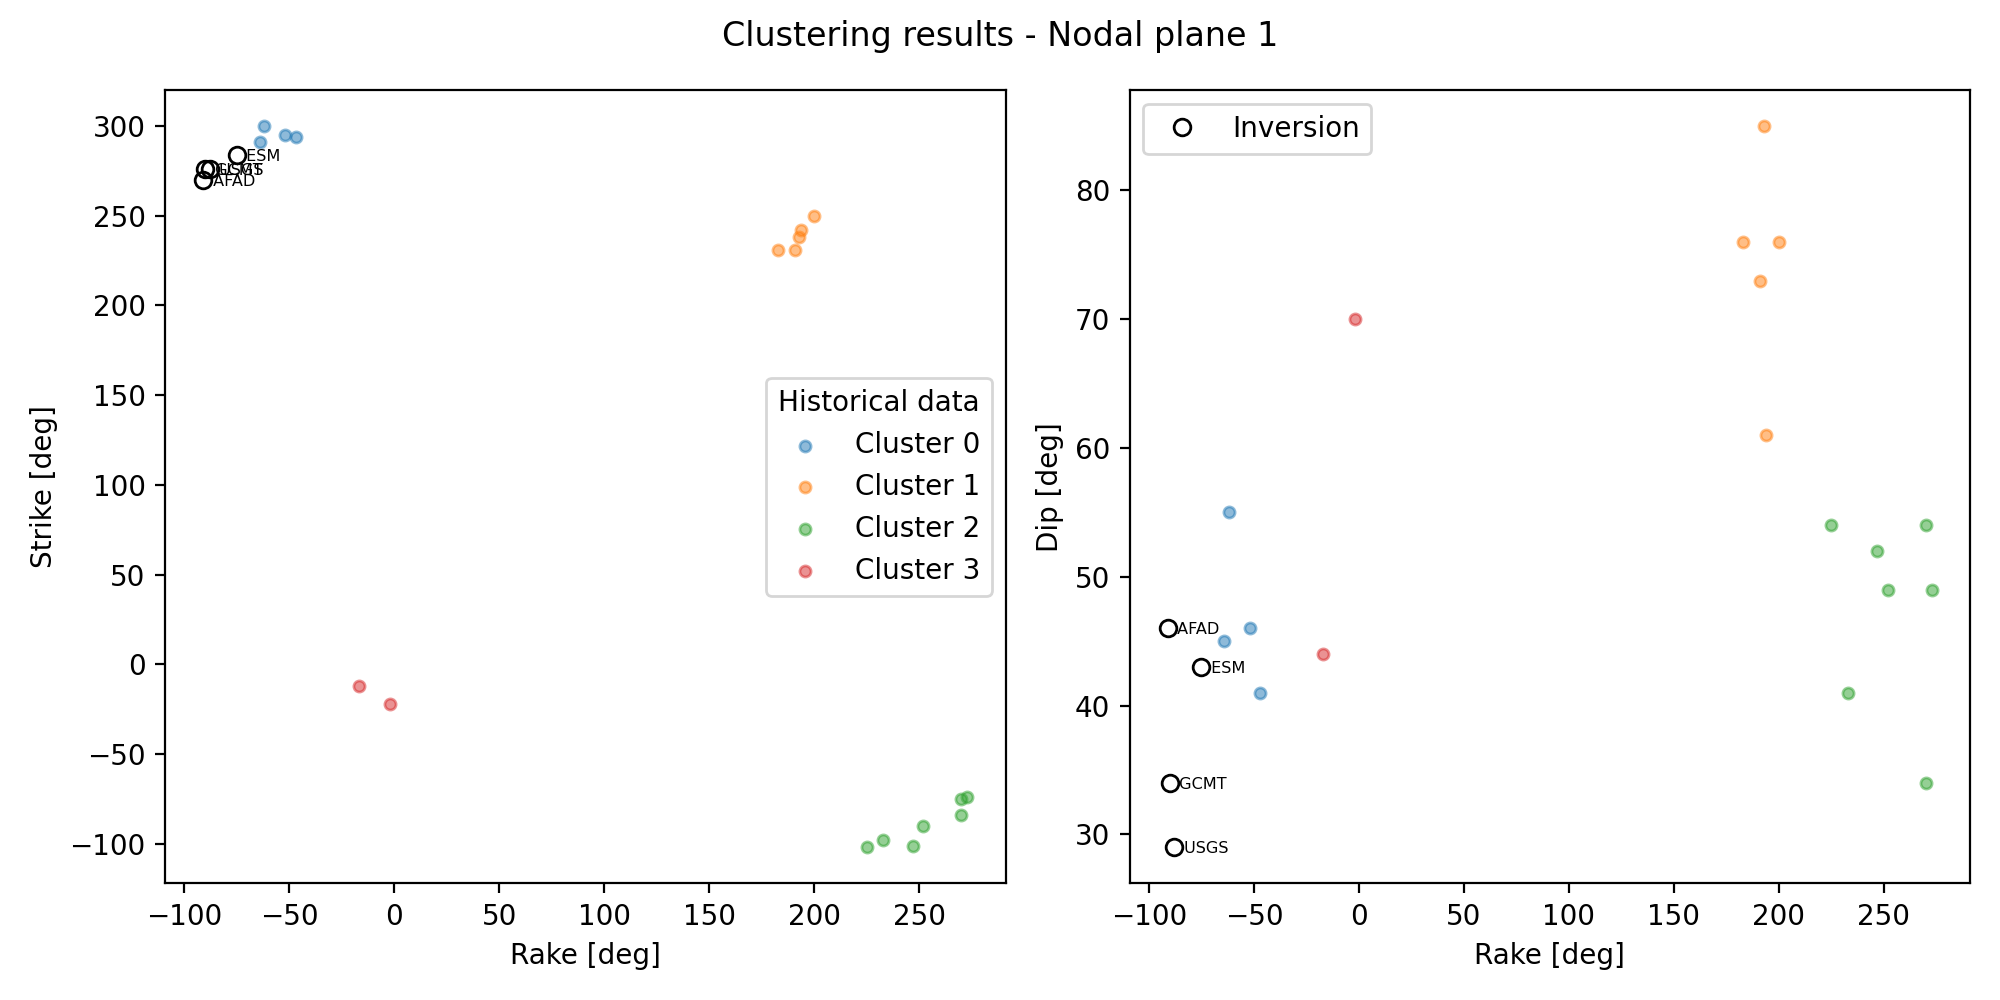 Clustering results - Nodal plane 1
300
250
200
150
100
50
0
−50
−100
Strike [deg]
−100 −50 0 50 100 150 200 250
Rake [deg]
ESM
USGS
AFAD
Historical data
Cluster 0
Cluster 1
Cluster 2
Cluster 3
Inversion
80
70
60
50
40
30
Dip [deg]
AFAD
ESM
GCMT
USGS
−100 −50 0 50 100 150 200 250
Rake [deg]